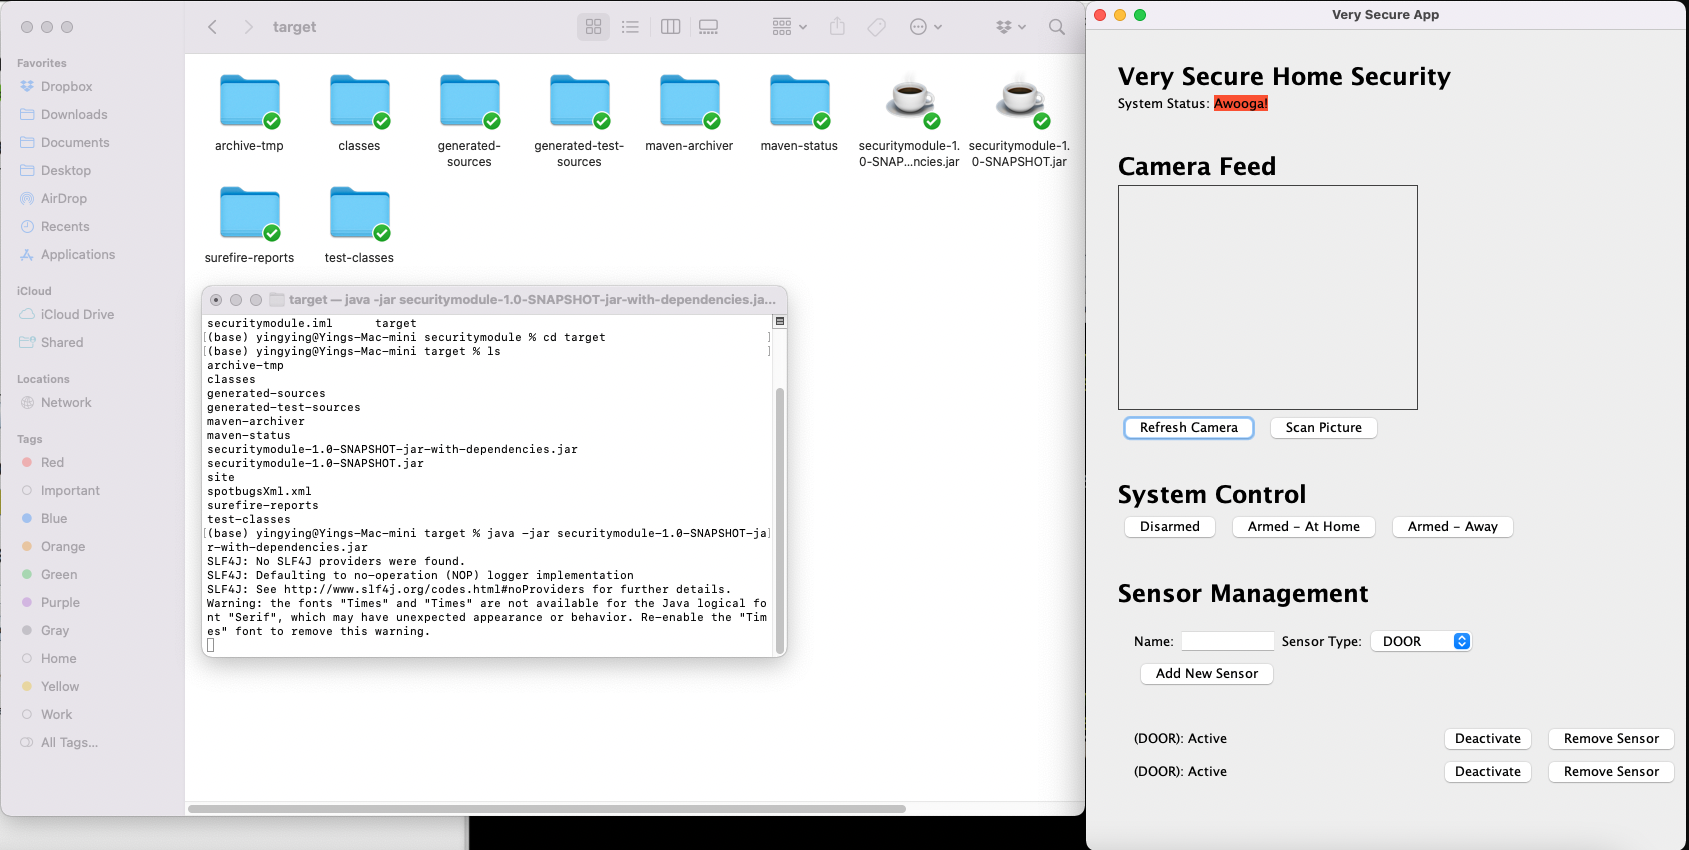 target
Favorites
Dropbox
Downloads
Documents
Desktop
AirDrop
Recents
Applications
iCloud
iCloud Drive
Shared
Locations
Network
Tags
Red
Important
Blue
Orange
Green
Purple
Gray
Home
Yellow
Work
All Tags...
archive-tmp
classes
generated-
sources
generated-test-
sources
maven-archiver
maven-status
securitymodule-1.
0-SNAP...ncies.jar
securitymodule-1.
0-SNAPSHOT.jar
surefire-reports
test-classes
target — java -jar securitymodule-1.0-SNAPSHOT-jar-with-dependencies.ja...
securitymodule.iml target
[(base) yingying@Yings-Mac-mini securitymodule % cd target ]
[(base) yingying@Yings-Mac-mini target % ls ]
archive-tmp
classes
generated-sources
generated-test-sources
maven-archiver
maven-status
securitymodule-1.0-SNAPSHOT-jar-with-dependencies.jar
securitymodule-1.0-SNAPSHOT.jar
site
spotbugsXml.xml
surefire-reports
test-classes
[(base) yingying@Yings-Mac-mini target % java -jar securitymodule-1.0-SNAPSHOT-ja]
r-with-dependencies.jar
SLF4J: No SLF4J providers were found.
SLF4J: Defaulting to no-operation (NOP) logger implementation
SLF4J: See http://www.slf4j.org/codes.html#noProviders for further details.
Warning: the fonts "Times" and "Times" are not available for the Java logical fo
nt "Serif", which may have unexpected appearance or behavior. Re-enable the "Tim
es" font to remove this warning.
Very Secure App
Very Secure Home Security
System Status: Awooga!
Camera Feed
Refresh Camera Scan Picture
System Control
Disarmed Armed - At Home Armed - Away
Sensor Management
Name: Sensor Type: DOOR
Add New Sensor
(DOOR): Active Deactivate Remove Sensor
(DOOR): Active Deactivate Remove Sensor